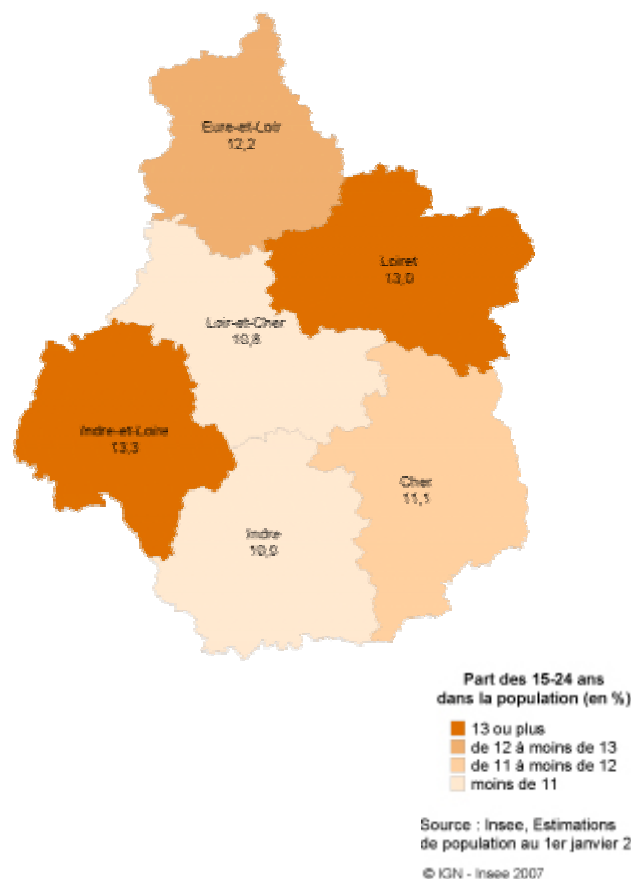 Eure-et-Loir
12,2
Loiret
13,0
Loir-et-Cher
10,8
Indre-et-Loire
13,3
Cher
11,1
Indre
Part des 15-24 ans
dans la population (en %)
13 ou plus
de 12 à moins de 13
de 11 à moins de 12
moins de 11
Source : Insee, Estimations
de population au 1er janvier 2
© IGN - Insee 2007